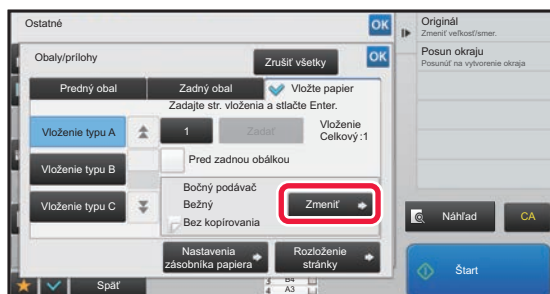 Ostatné
OK
Obaly/prílohy
Zrušiť všetky
OK
Predný obal
Zadný obal
Vložte papier
Zadajte str. vloženia a stlačte Enter.
Vloženie typu A
1
Zadať
Vloženie
Celkový :1
Vloženie typu B
Pred zadnou obálkou
Vloženie typu C
Bočný podávač
Bežný
Bez kopírovania
Zmeniť
Nastavenia
zásobníka papiera
Rozloženie
stránky
Späť
3 B4
4 A3
Originál
Zmeniť veľkosť/smer.
Posun okraju
Posunúť na vytvorenie okraja
Náhľad
CA
Štart